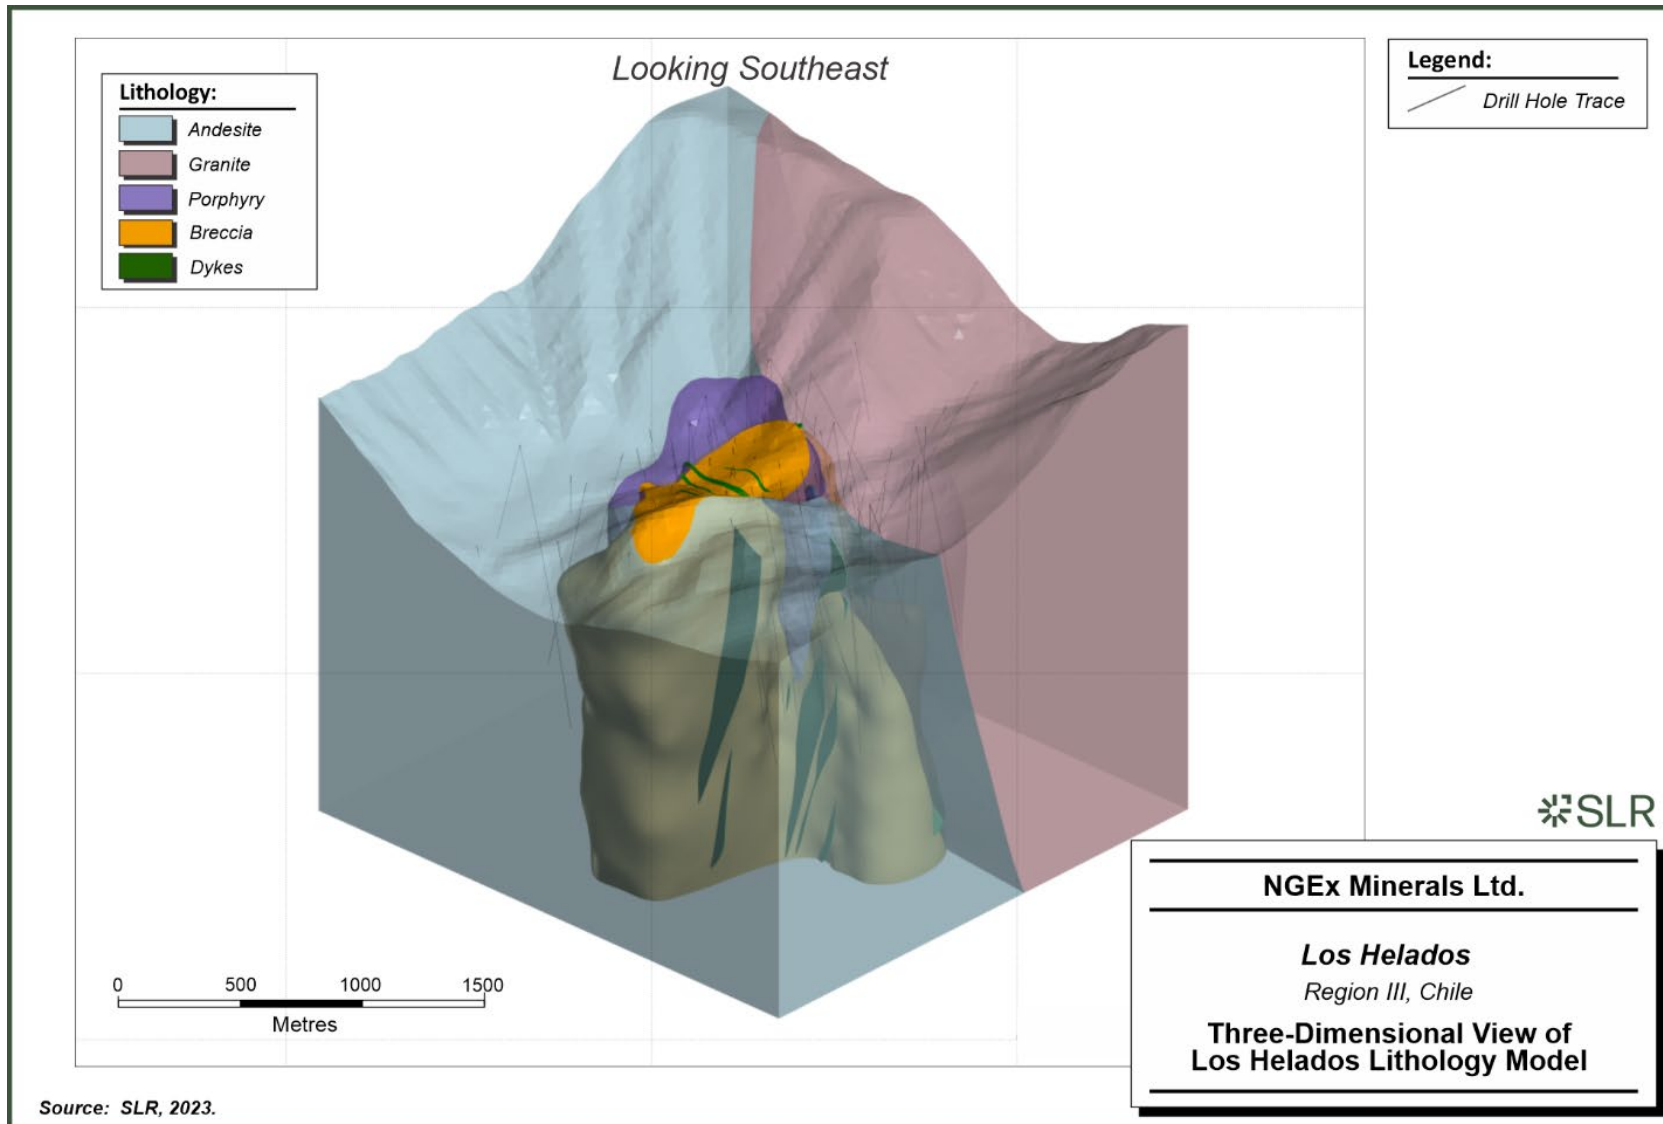 Looking Southeast
Lithology:
Andesite
Granite
Porphyry
Breccia
Dykes
Legend:
Drill Hole Trace
0 500 1000 1500
Metres
SLR
NGEx Minerals Ltd.
Los Helados
Region III, Chile
Three-Dimensional View of
Los Helados Lithology Model
Source: SLR, 2023.